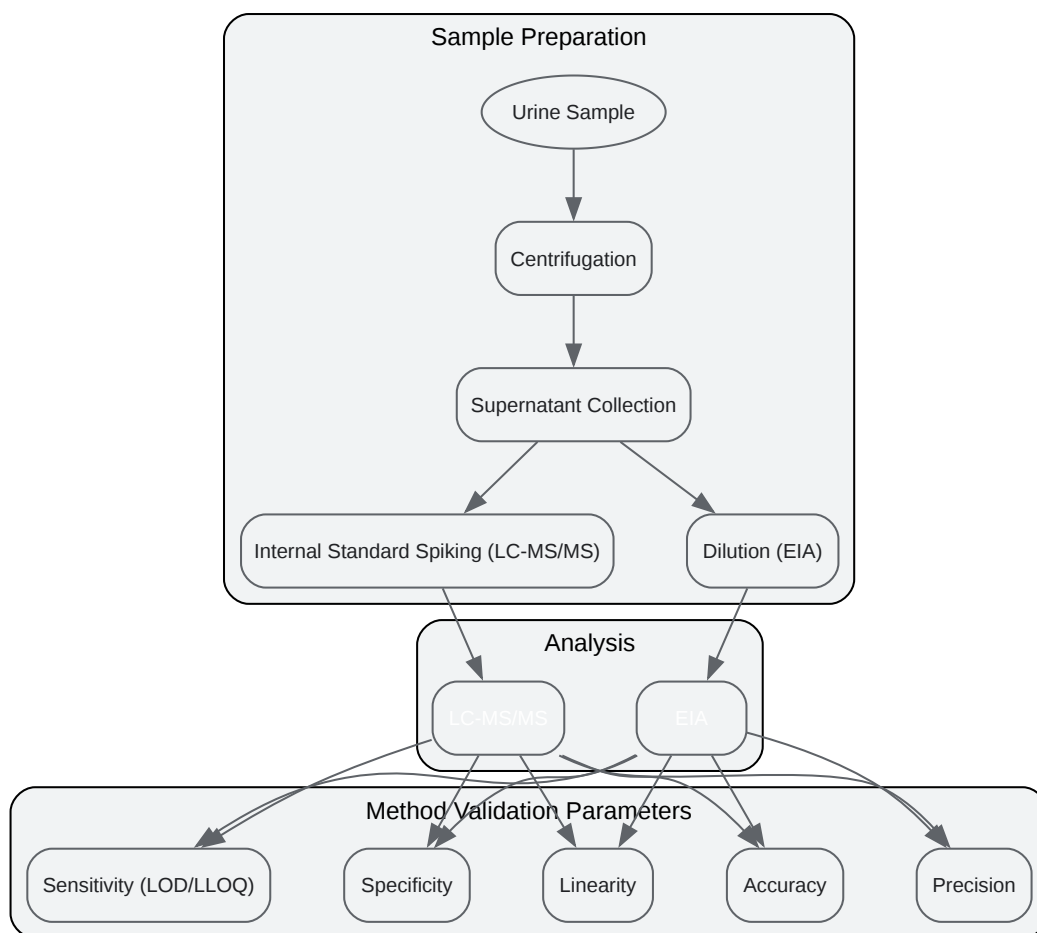 Sample Preparation
Urine Sample
Centrifugation
Supernatant Collection
Internal Standard Spiking (LC-MS/MS)
Dilution (EIA)
Analysis
LC-MS/MS
EIA
Method Validation Parameters
Sensitivity (LOD/LLOQ)
Specificity
Linearity
Accuracy
Precision